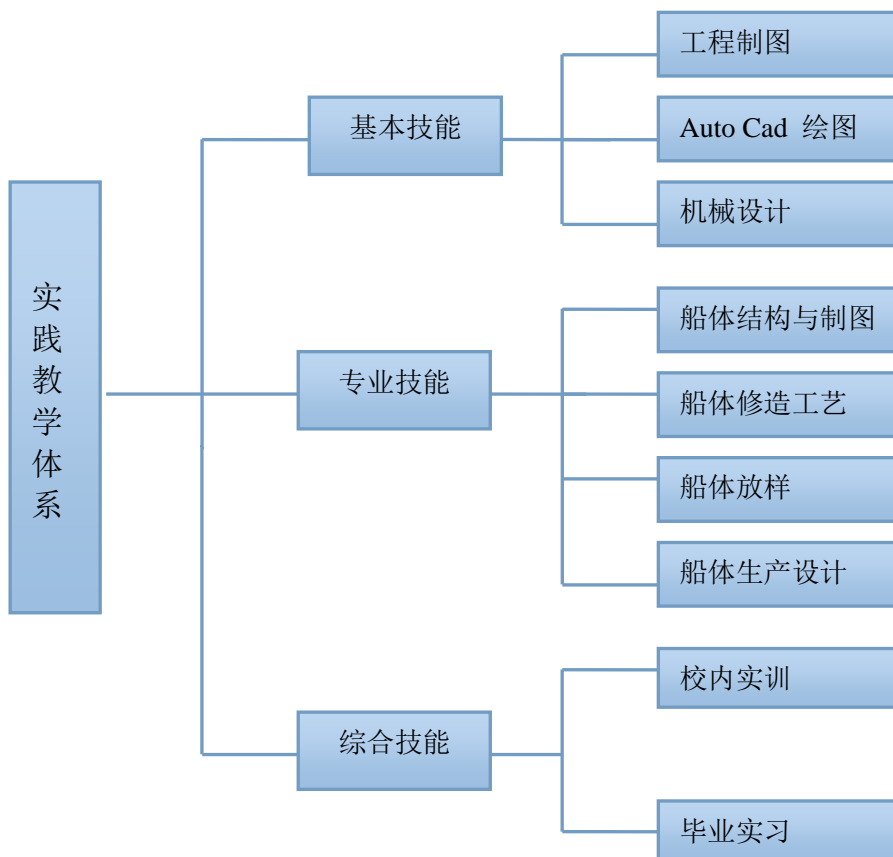 实践教学体系
基本技能
工程制图
Auto Cad 绘图
机械设计
专业技能
船体结构与制图
船体修造工艺
船体放样
船体生产设计
综合技能
校内实训
毕业实习